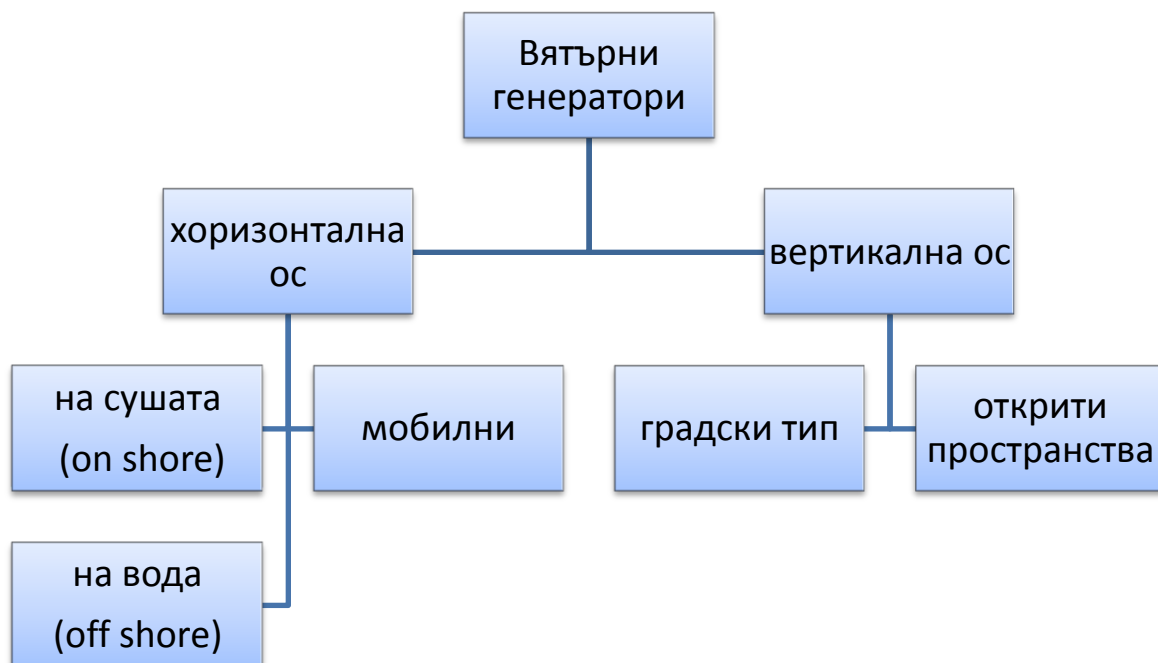 Вятърни
генератори
хоризонтална
ос
вертикална ос
на сушата
(on shore)
мобилни
градски тип
открити
пространства
на вода
(off shore)